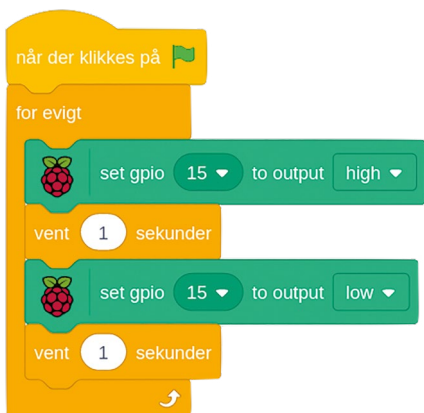 når der klikkes på
for evigt
set gpio 15 to output high
vent 1 sekunder
set gpio 15 to output low
vent 1 sekunder